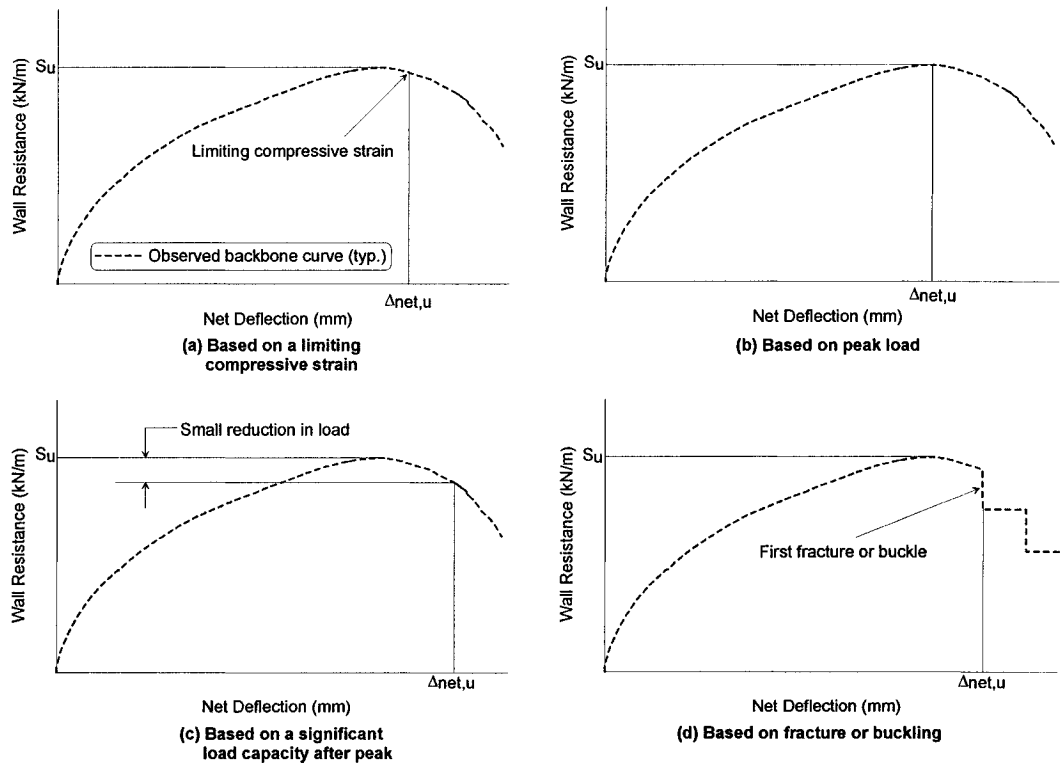 Wall Resistance (kN/m)
Su
Limiting compressive strain
Observed backbone curve (typ.)
Δnet,u
Net Deflection (mm)
(a) Based on a limiting
compressive strain
Wall Resistance (kN/m)
Su
Δnet,u
Net Deflection (mm)
(b) Based on peak load
Wall Resistance (kN/m)
Small reduction in load
Su
Δnet,u
Net Deflection (mm)
(c) Based on a significant
load capacity after peak
Wall Resistance (kN/m)
Su
First fracture or buckle
Δnet,u
Net Deflection (mm)
(d) Based on fracture or buckling